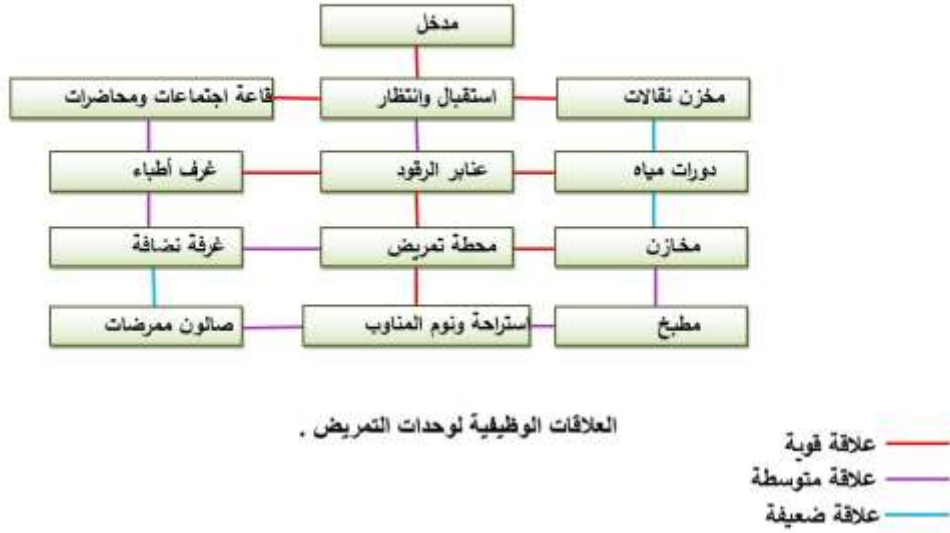 مدخل
مخزن نقالات
استقبال وانتظار
قاعة اجتماعات ومحاضرات
دورات مياه
عنابر الرقود
غرف أطباء
مخازن
محطة تمريض
غرفة نضافة
مطبخ
استراحة ونوم المناوب
صالون ممرضات
العلاقات الوظيفية لوحدات التمريض .
علاقة قوية
علاقة متوسطة
علاقة ضعيفة